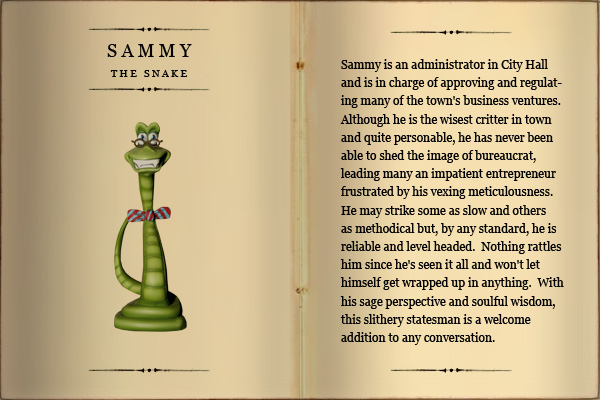 SAMMY
THE SNAKE
Sammy is an administrator in City Hall
and is in charge of approving and regulat-
ing many of the town's business ventures.
Although he is the wisest critter in town
and quite personable, he has never been
able to shed the image of bureaucrat,
leading many an impatient entrepreneur
frustrated by his vexing meticulousness.
He may strike some as slow and others
as methodical but, by any standard, he is
reliable and level headed.  Nothing rattles
him since he's seen it all and won't let
himself get wrapped up in anything.  With
his sage perspective and soulful wisdom,
this slithery statesman is a welcome
addition to any conversation.